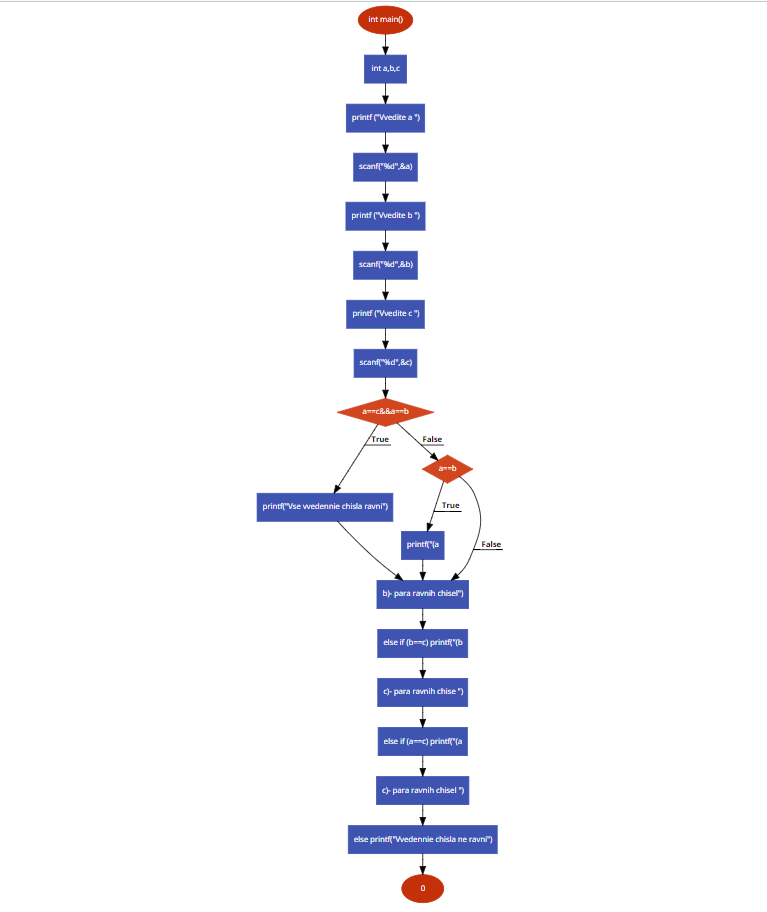 int main()
int a,b,c
printf ("Vvedite a ")
scanf("%d",&a)
printf ("Vvedite b ")
scanf("%d",&b)
printf ("Vvedite c ")
scanf("%d",&c)
a==c&&a==b
True
False
a==b
printf("Vse vvedennie chisla ravni")
True
printf("(a
False
b)- para ravnih chisel")
else if (b==c) printf("(b
c)- para ravnih chise ")
else if (a==c) printf("(a
c)- para ravnih chisel ")
else printf("Vvedennie chisla ne ravni")
0